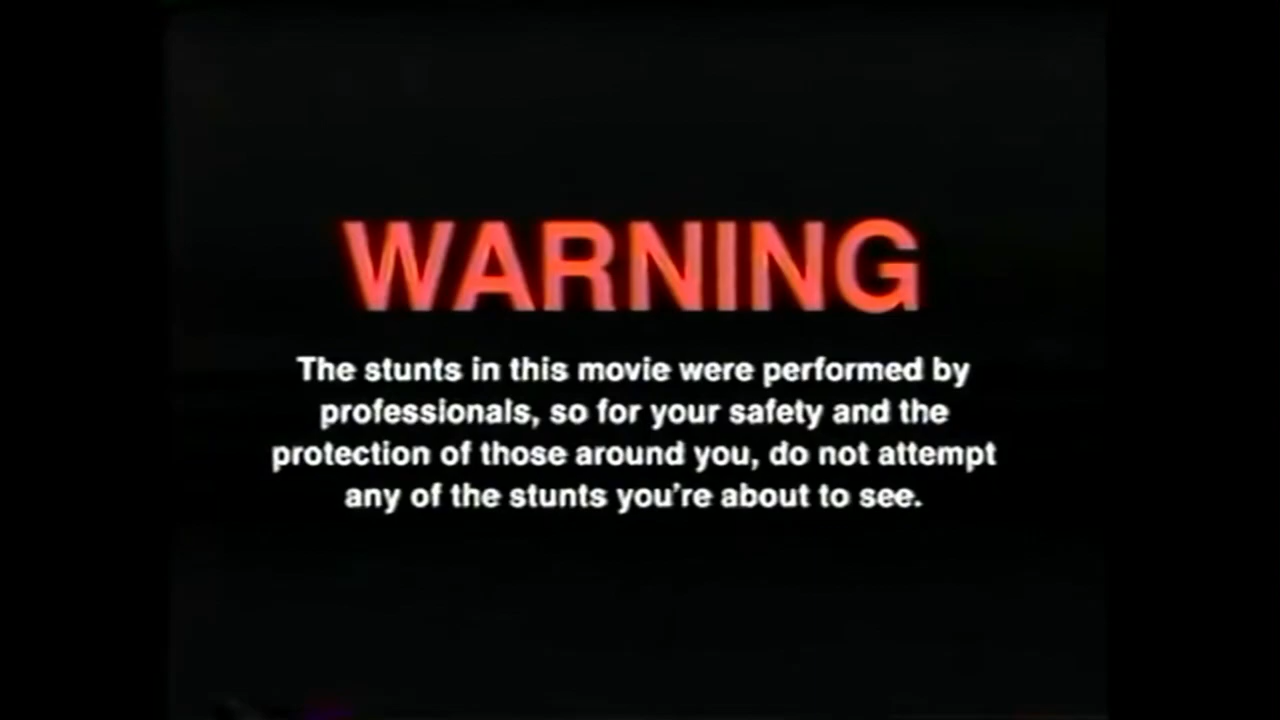 WARNING
The stunts in this movie were performed by
professionals, so for your safety and the
protection of those around you, do not attempt
any of the stunts you're about to see.